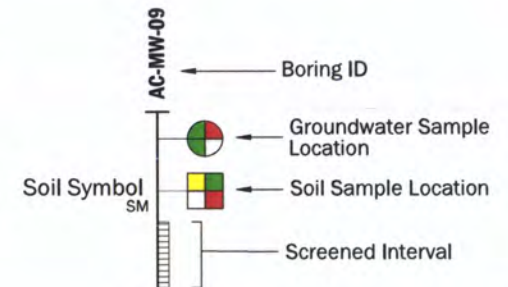 AC-MW-09
Boring ID
Groundwater Sample
Location
Soil Symbol
SM
Soil Sample Location
Screened Interval